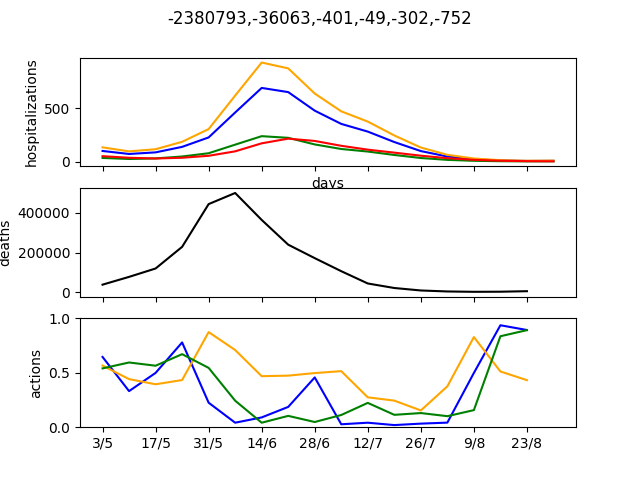 -2380793,-36063,-401,-49,-302,-752
hospitalizations
500
0
days
deaths
400000
200000
0
actions
1.0
0.5
0.0
3/5 17/5 31/5 14/6 28/6 12/7 26/7 9/8 23/8